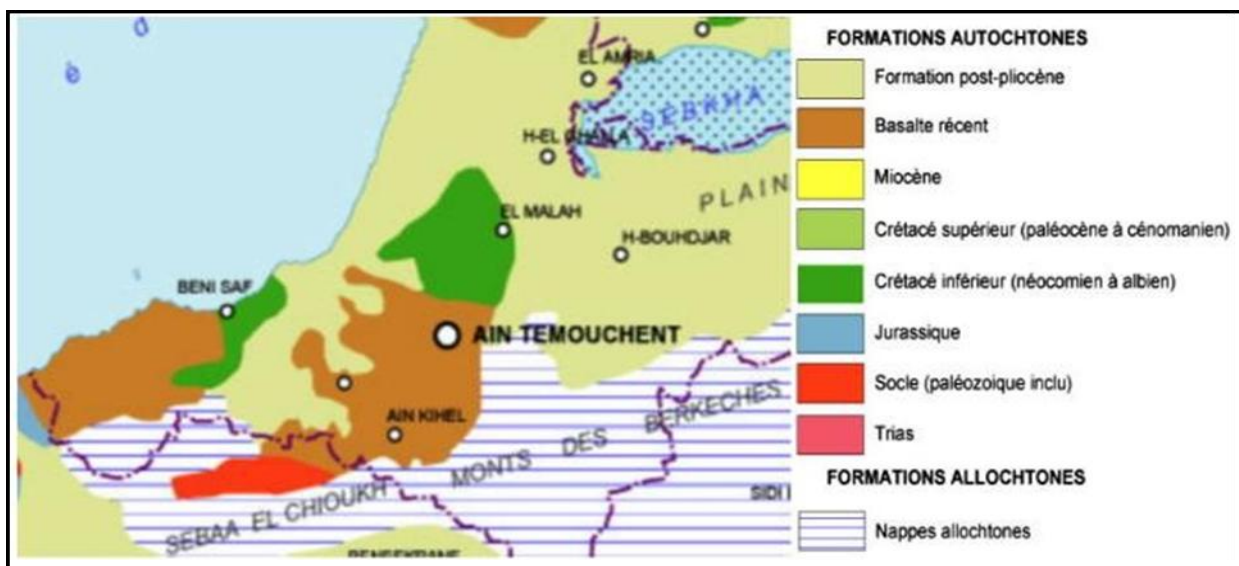 é
d
EL AMRIA
SEBKHA
H-EL GHALLA
PLAIN
EL MALAH
H-BOUHDJAR
BENI SAF
AIN TEMOUCHENT
AIN KIHEL
MONTS DES BERKECHES
SEBAA EL CHIOUKH
SIDI
BENSEKRANE
FORMATIONS AUTOCHTONES
Formation post-pliocène
Basalte récent
Miocène
Crétacé supérieur (paléocène à cénomanien)
Crétacé inférieur (néocomien à albien)
Jurassique
Socle (paléozoique inclu)
Trias
FORMATIONS ALLOCHTONES
Nappes allochtones